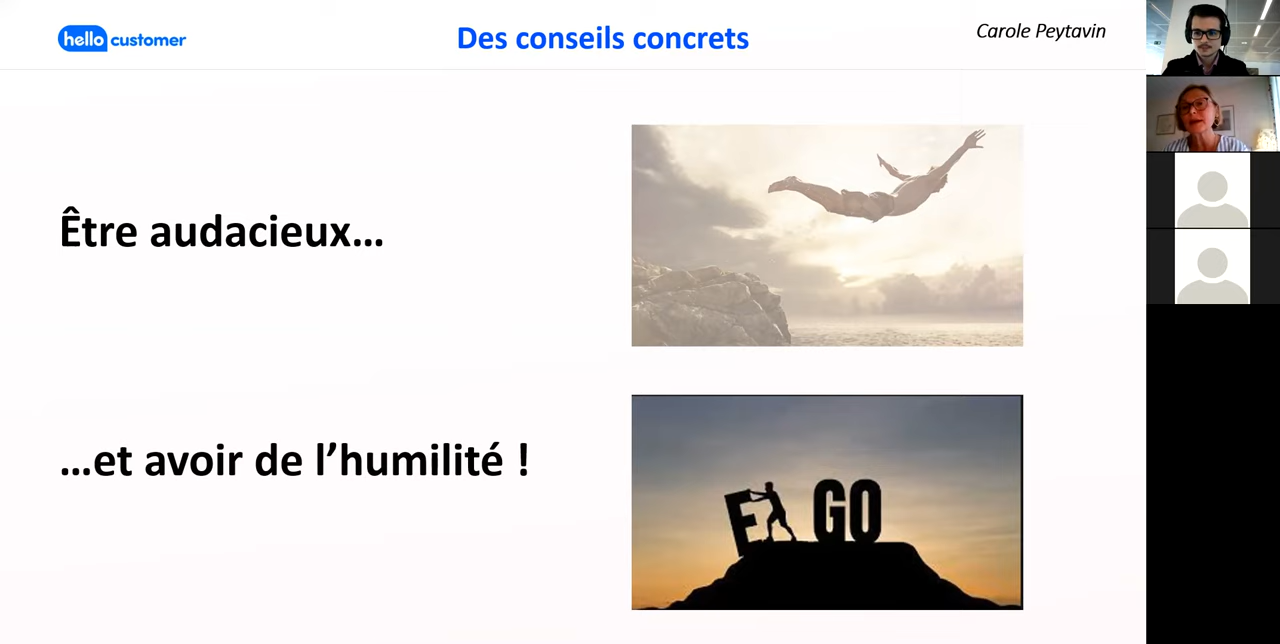 hello customer
Des conseils concrets
Carole Peytavin
Être audacieux...
...et avoir de l’humilité !
E GO